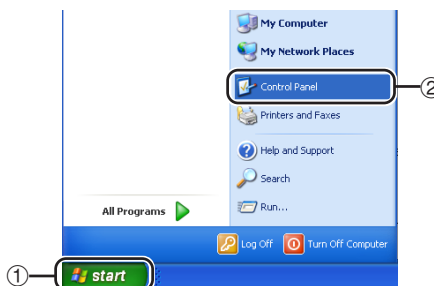 My Computer
My Network Places
Control Panel
②
Printers and Faxes
Help and Support
Search
All Programs
Run...
Log Off
Turn Off Computer
①
start